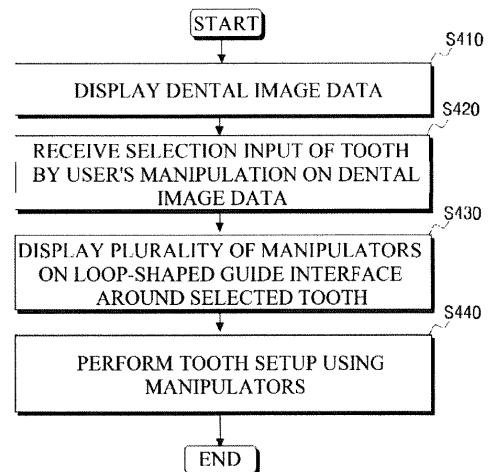 START
S410
DISPLAY DENTAL IMAGE DATA
S420
RECEIVE SELECTION INPUT OF TOOTH
BY USER'S MANIPULATION ON DENTAL
IMAGE DATA
S430
DISPLAY PLURALITY OF MANIPULATORS
ON LOOP-SHAPED GUIDE INTERFACE
AROUND SELECTED TOOTH
S440
PERFORM TOOTH SETUP USING
MANIPULATORS
END